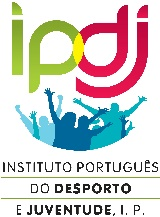 ipdj
INSTITUTO PORTUGUÊS
DO DESPORTO
E JUVENTUDE, I. P.